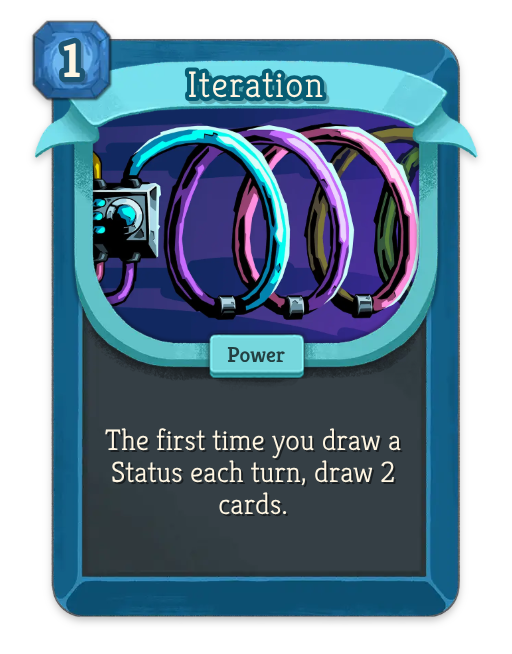 1
Iteration
Power
The first time you draw a
Status each turn, draw 2
cards.